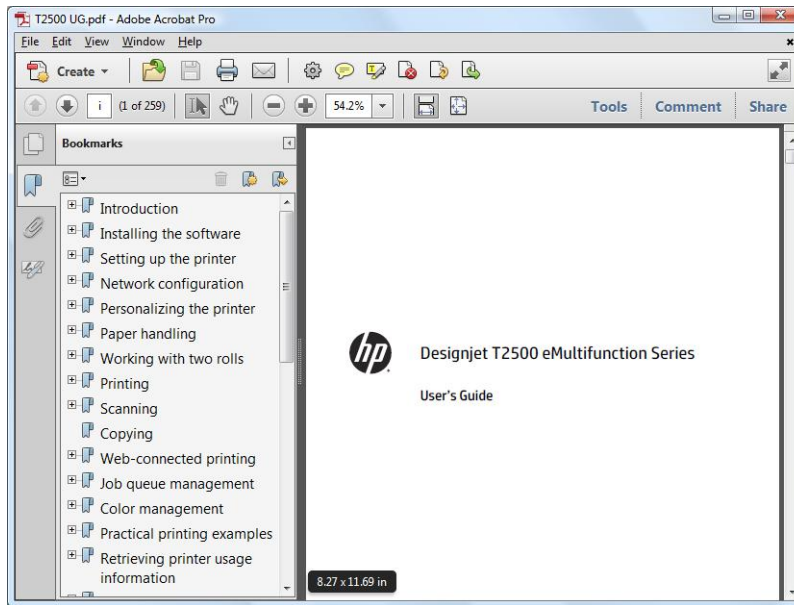 T2500 UG.pdf - Adobe Acrobat Pro
File Edit View Window Help
Create
i (1 of 259) 54.2% Tools Comment Share
Bookmarks
Introduction
Installing the software
Setting up the printer
Network configuration
Personalizing the printer
Paper handling
Working with two rolls
Printing
Scanning
Copying
Web-connected printing
Job queue management
Color management
Practical printing examples
Retrieving printer usage
information
hp
Designjet T2500 eMultifunction Series
User's Guide
8.27 x 11.69 in